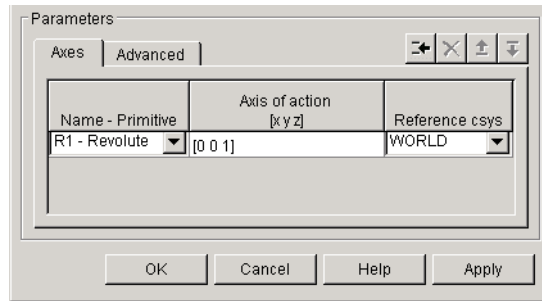 Parameters
Axes Advanced
Name - Primitive Axis of action [x y z] Reference csys
R1 - Revolute [0 0 1] WORLD
OK Cancel Help Apply